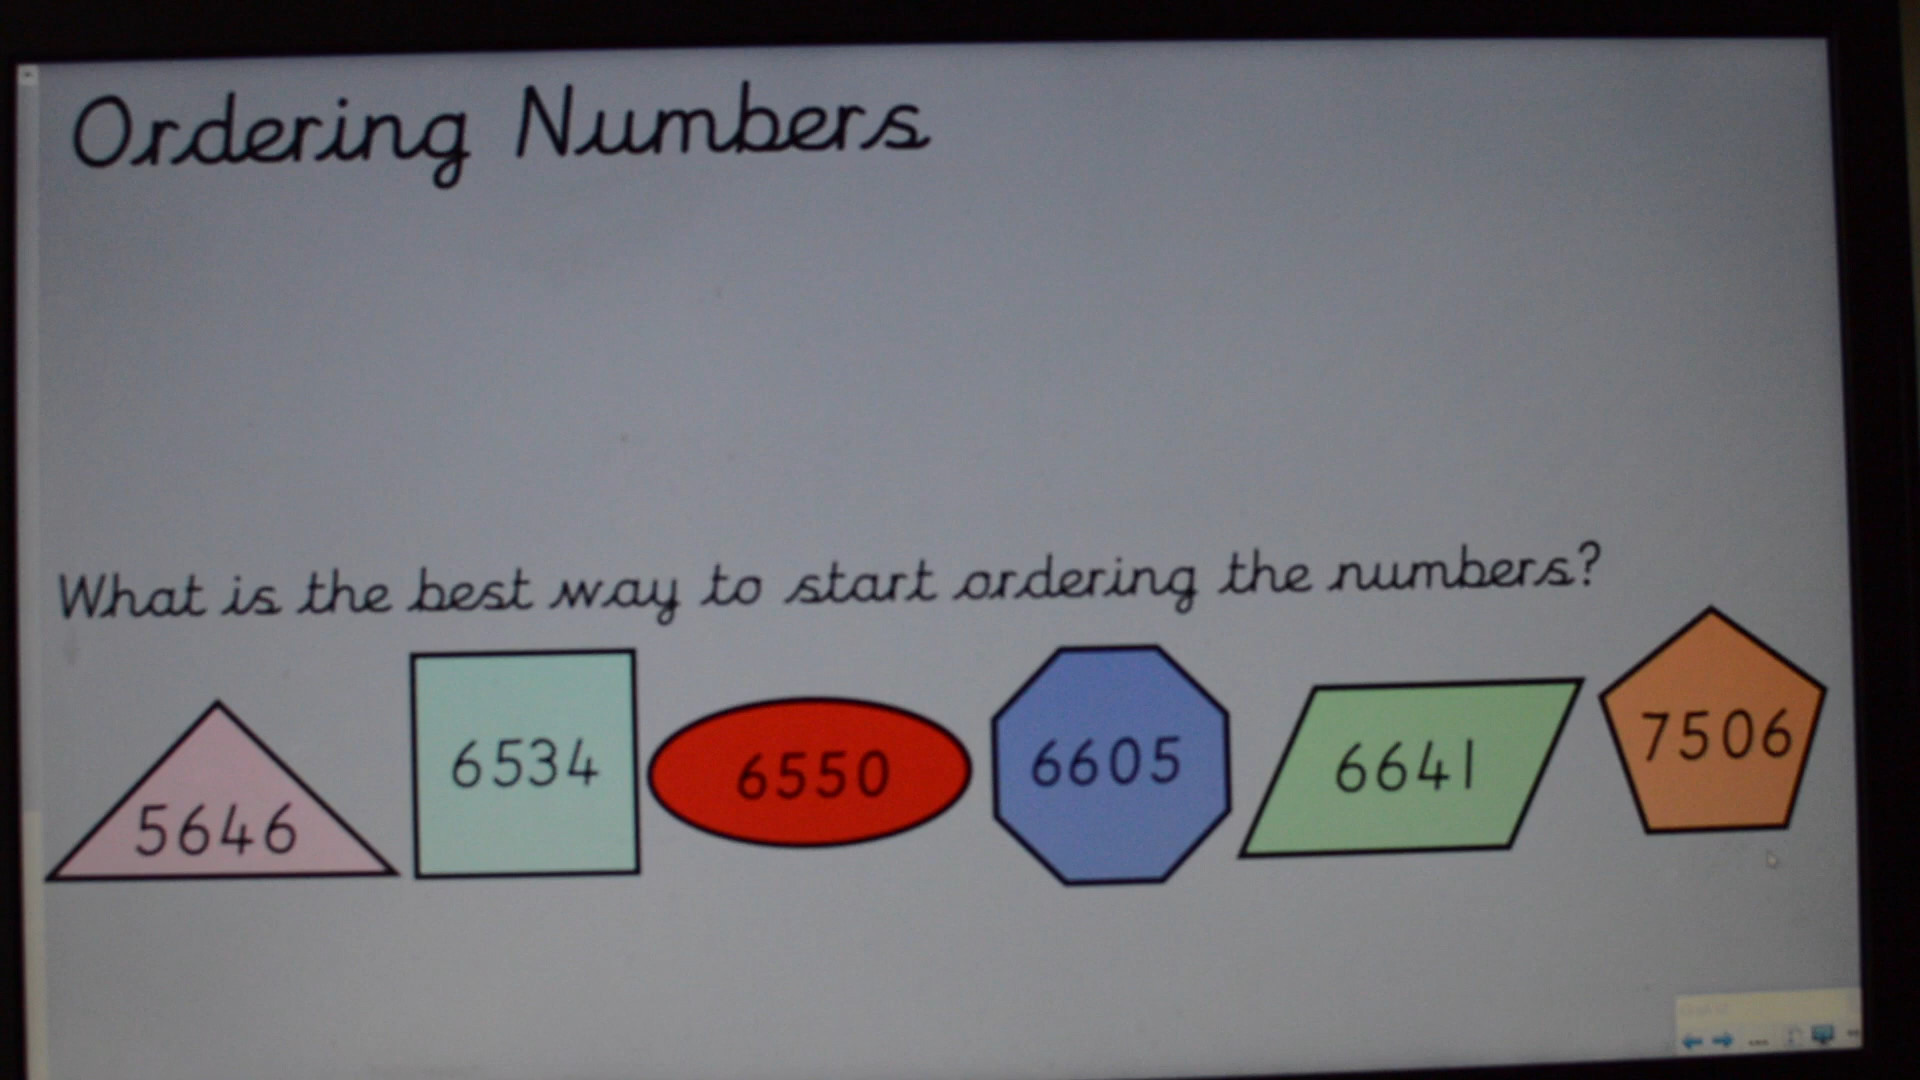 Ordering Numbers
What is the best way to start ordering the numbers?
5646 6534 6550 6605 6641 7506